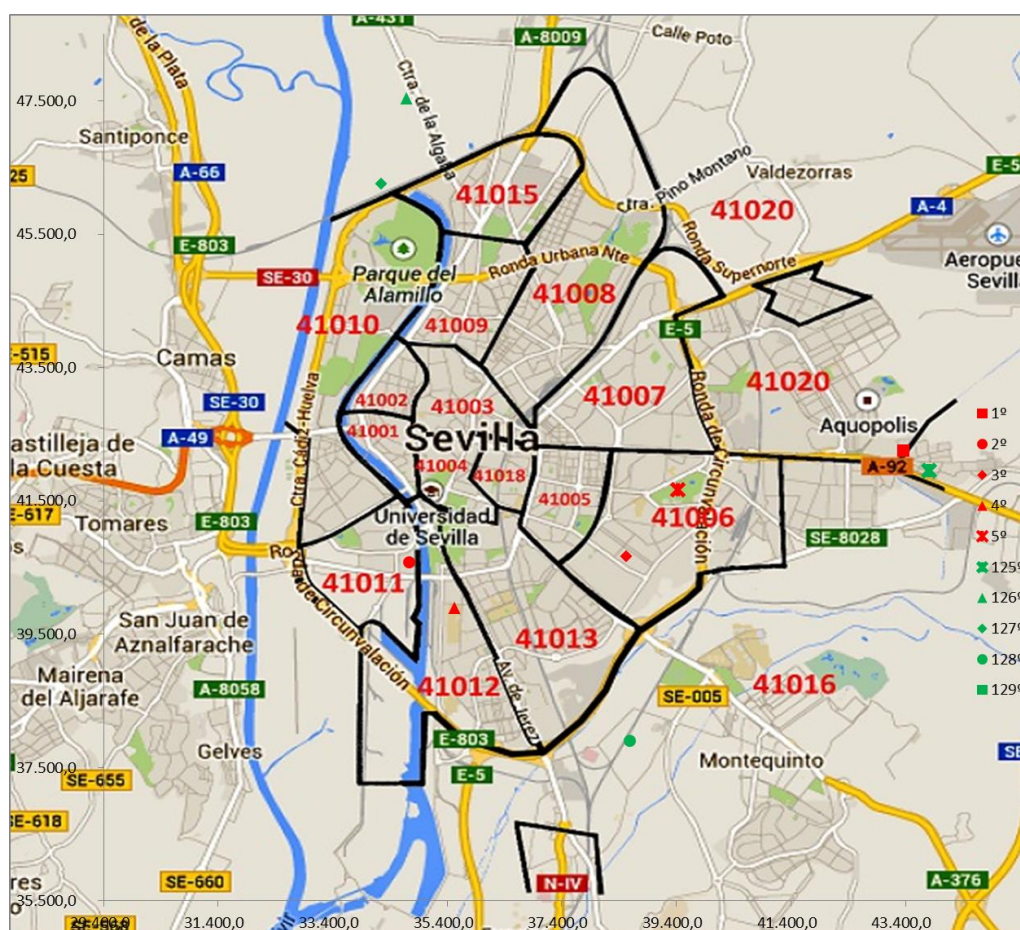 A-431
A-8009
Calle Poto
de la Plata
47.500,0
Ctra. de la Algaba
Santiponce
25
A-66
Ctra. Pino Montano
Valdezorras
E-5
41015
41020
A-4
45.500,0
E-803
Ronda Supernorte
Parque del
Alamillo
SE-30
Ronda Urbana Nte
Aeropue
Sevilla
41008
41010
41009
E-5
E-515
Camas
43.500,0
41007
41020
Ronda de Circunvalación
SE-30
41002
41003
Aquopolis
1º
A-49
41001
Sevilla
2º
astilleja de
la Cuesta
Ctra. Cádiz-Huelva
41004
41018
A-92
3º
41.500,0
41005
4º
E-617
Tomares
E-803
Universidad
de Sevilla
41006
5º
SE-8028
125º
os
41011
126º
San Juan de
Aznalfarache
39.500,0
41013
127º
Mairena
del Aljarafe
A-8058
41012
Av. de Jerez
SE-005
41016
128º
129º
Gelves
E-803
Montequinto
37.500,0
SE-655
E-5
SE-618
res
SE-660
N-IV
A-376
35.500,0
29.400,0
31.400,0
33.400,0
35.400,0
37.400,0
39.400,0
41.400,0
43.400,0